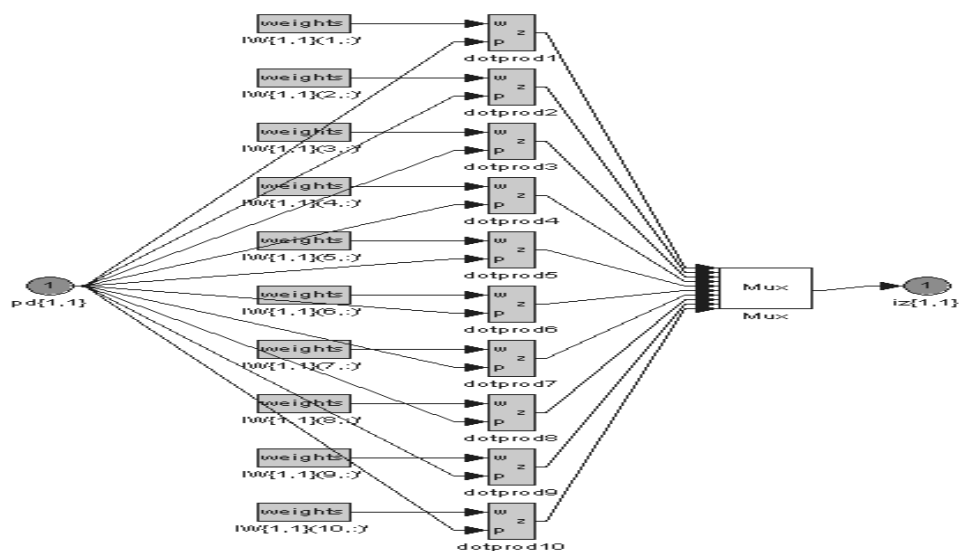 weights
w
z
p
IW{1,1}(1,:)'
dotprod1
weights
w
z
p
IW{1,1}(2,:)'
dotprod2
weights
w
z
p
IW{1,1}(3,:)'
dotprod3
weights
w
z
p
IW{1,1}(4,:)'
dotprod4
weights
w
z
p
IW{1,1}(5,:)'
dotprod5
1
pd{1,1}
Mux
Mux
1
iz{1,1}
weights
w
z
p
IW{1,1}(6,:)'
dotprod6
weights
w
z
p
IW{1,1}(7,:)'
dotprod7
weights
w
z
p
IW{1,1}(8,:)'
dotprod8
weights
w
z
p
IW{1,1}(9,:)'
dotprod9
weights
w
z
p
IW{1,1}(10,:)'
dotprod10